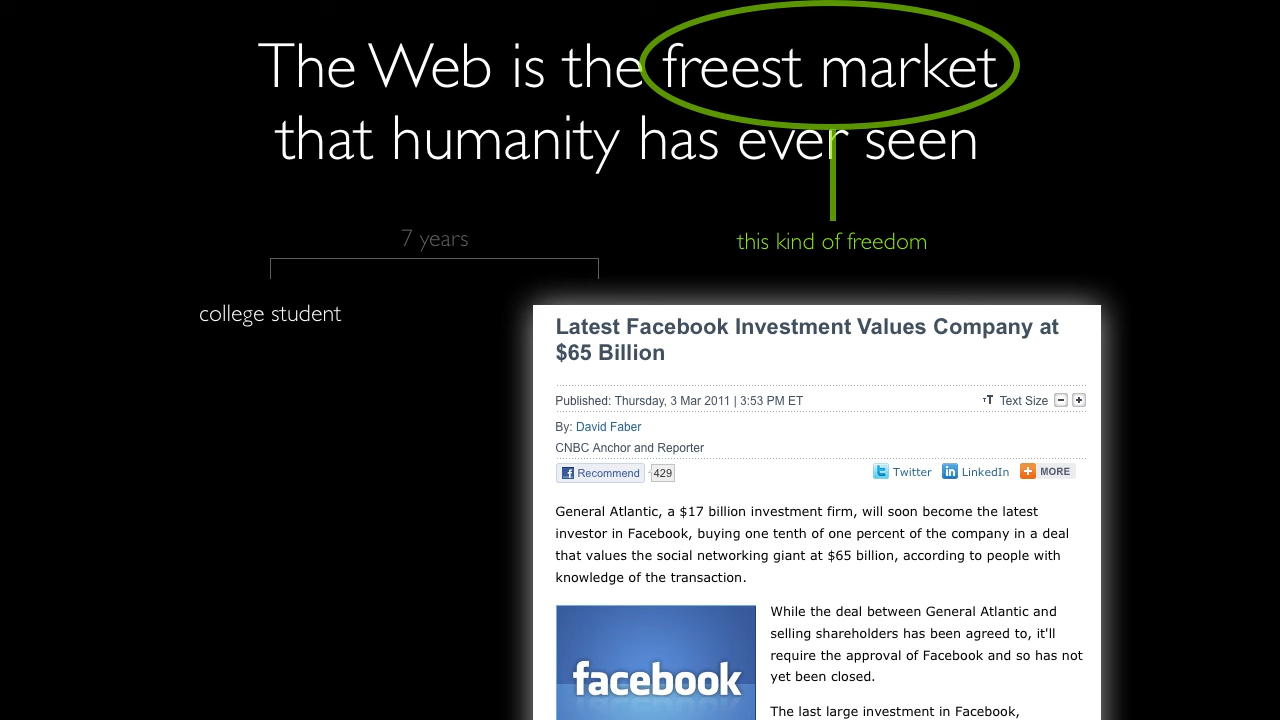 The Web is the freest market
that humanity has ever seen
7 years
this kind of freedom
college student
Latest Facebook Investment Values Company at
$65 Billion
Published: Thursday, 3 Mar 2011 | 3:53 PM ET
TT Text Size
By: David Faber
CNBC Anchor and Reporter
Recommend 429
Twitter LinkedIn MORE
General Atlantic, a $17 billion investment firm, will soon become the latest
investor in Facebook, buying one tenth of one percent of the company in a deal
that values the social networking giant at $65 billion, according to people with
knowledge of the transaction.
facebook
While the deal between General Atlantic and
selling shareholders has been agreed to, it'll
require the approval of Facebook and so has not
yet been closed.
The last large investment in Facebook,